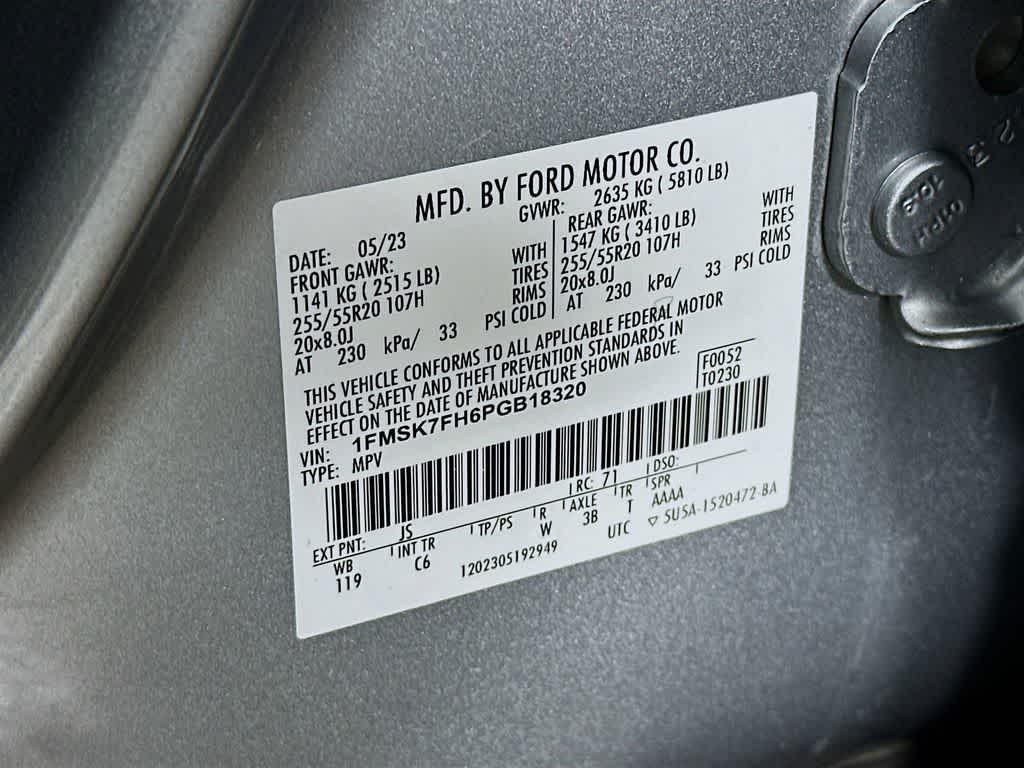 MFD. BY FORD MOTOR CO.
DATE: 05/23 GVWR: 2635 KG ( 5810 LB)
FRONT GAWR: REAR GAWR:
1141 KG ( 2515 LB) WITH 1547 KG ( 3410 LB) WITH
255/55R20 107H TIRES 255/55R20 107H TIRES
20x8.0J RIMS 20x8.0J RIMS
AT 230 kPa/ 33 PSI COLD AT 230 kPa/ 33 PSI COLD
THIS VEHICLE CONFORMS TO ALL APPLICABLE FEDERAL MOTOR
VEHICLE SAFETY AND THEFT PREVENTION STANDARDS IN
EFFECT ON THE DATE OF MANUFACTURE SHOWN ABOVE.
F0052
T0230
VIN: 1FMSK7FH6PGB18320
TYPE: MPV
EXT PNT: JS RC: 71 DSO:
WB INT TR TP/PS R AXLE TR SPR
119 C6 W 3B T AAAA
1202305192949 UTC ▽ 5U5A-1520472-BA